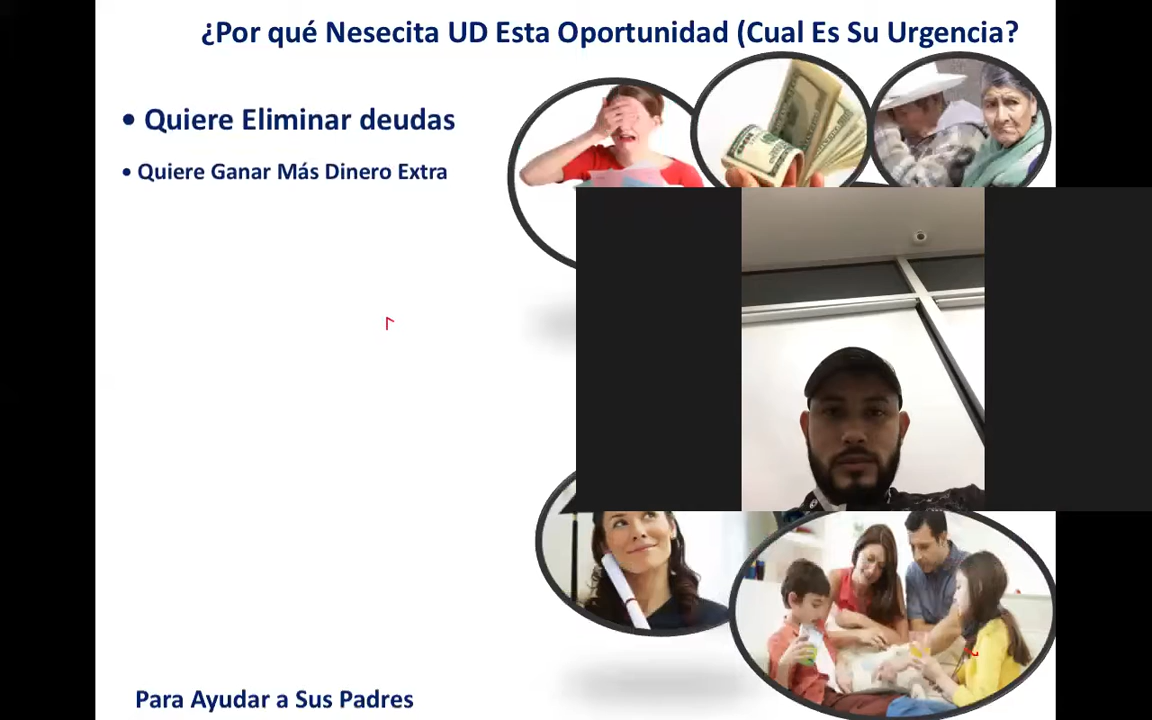 ¿Por qué Nesecita UD Esta Oportunidad (Cual Es Su Urgencia?
• Quiere Eliminar deudas
• Quiere Ganar Más Dinero Extra
Para Ayudar a Sus Padres